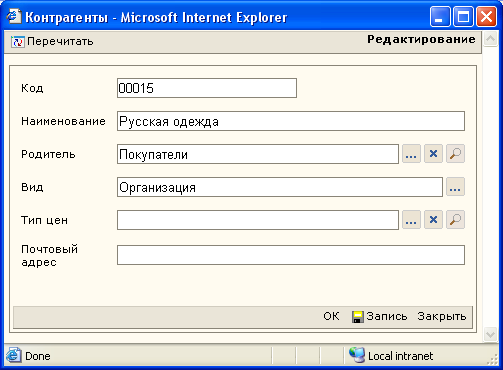 Контрагенты - Microsoft Internet Explorer
Перечитать Редактирование
Код 00015
Наименование Русская одежда
Родитель Покупатели ...
Вид Организация ...
Тип цен ...
Почтовый
адрес
ОК Запись Закрыть
Done Local intranet